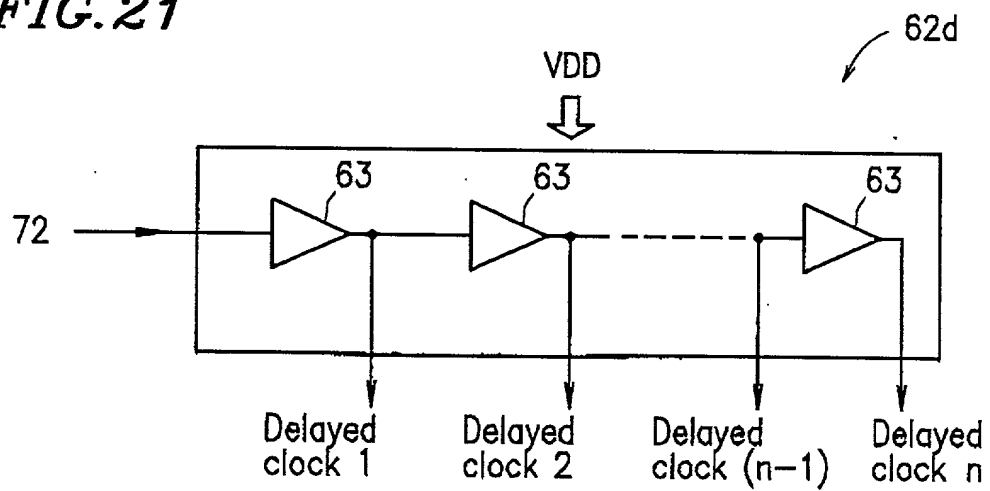 FIG. 21
62d
VDD
63
63
63
72
Delayed
clock 1
Delayed
clock 2
Delayed
clock (n-1)
Delayed
clock n